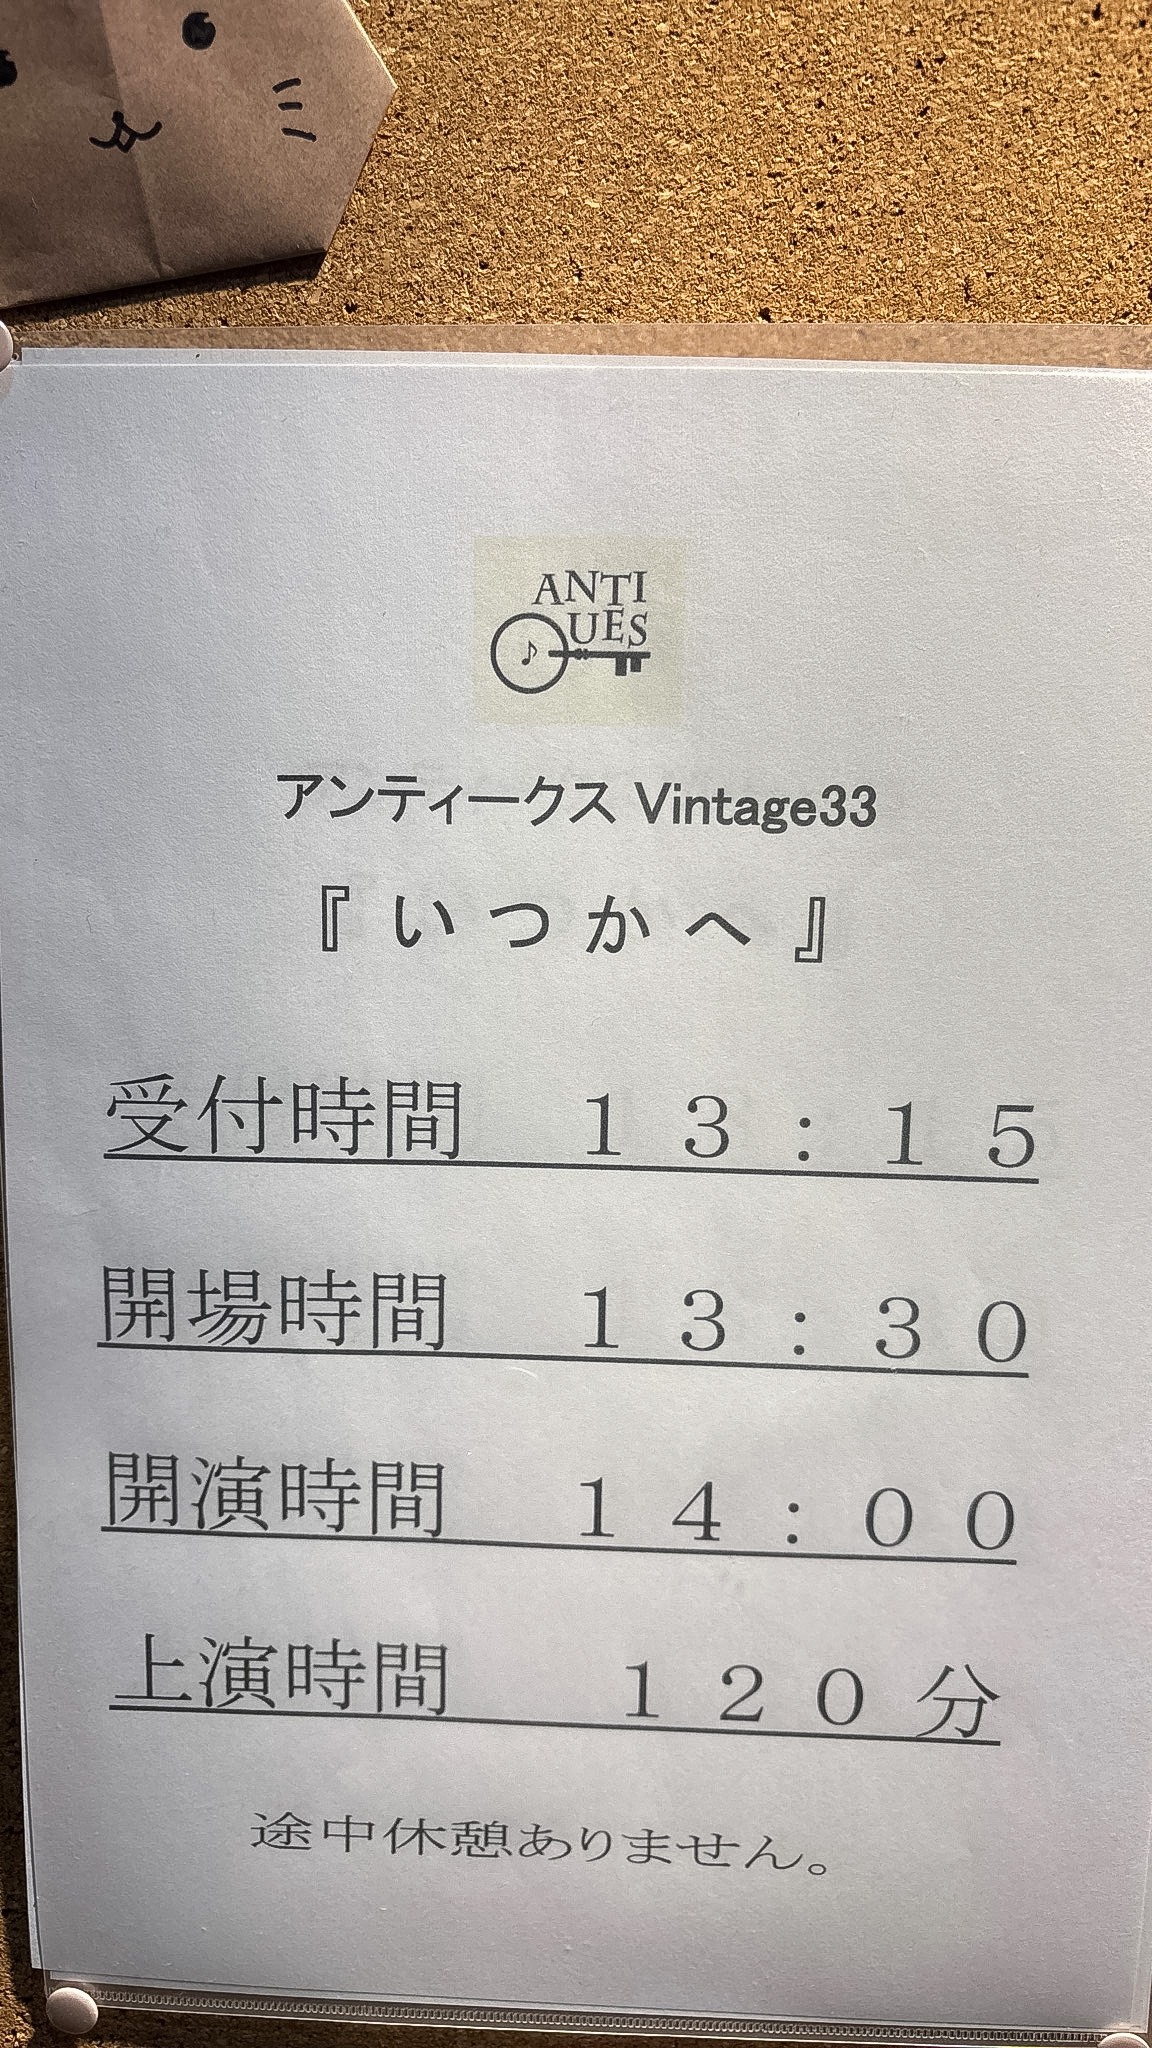 ANTI
QUES
アンティークス Vintage33
『いつかへ』
受付時間　１３：１５
開場時間　１３：３０
開演時間　１４：００
上演時間　１２０分
途中休憩ありません。